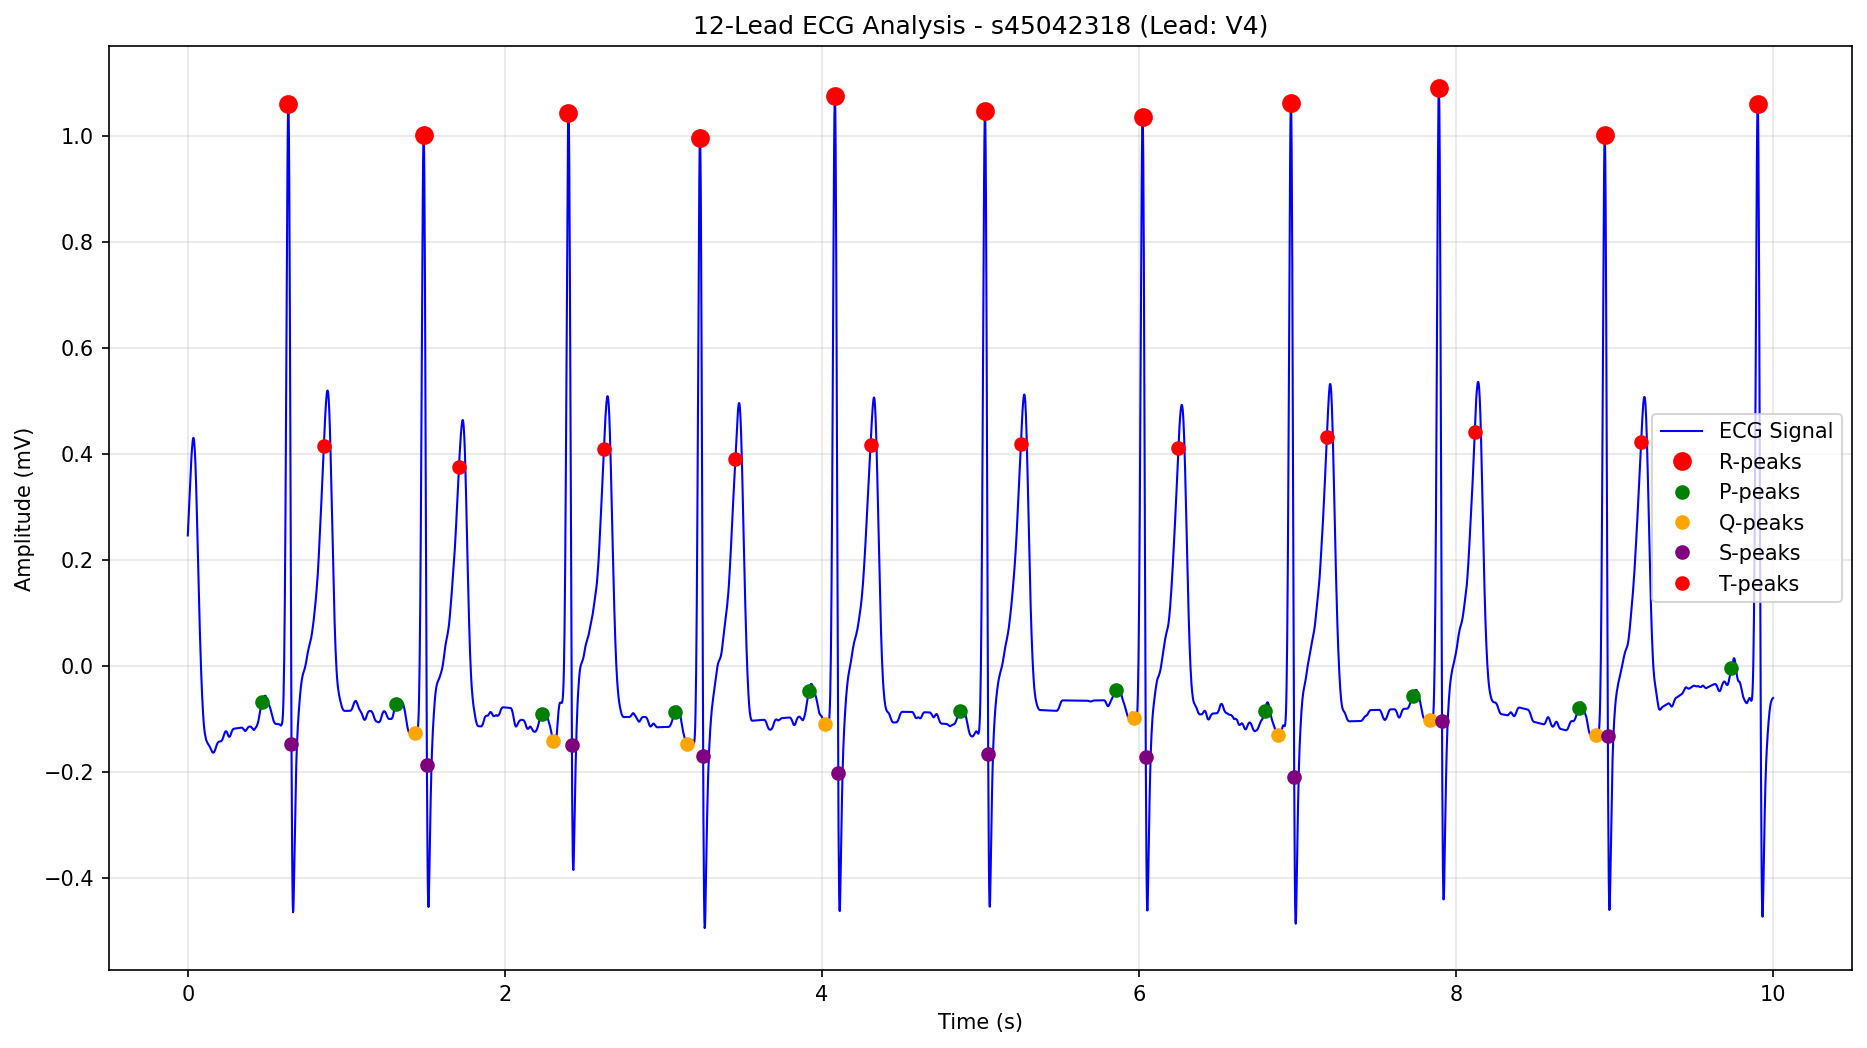 12-Lead ECG Analysis - s45042318 (Lead: V4)
Amplitude (mV)
1.0
0.8
0.6
0.4
0.2
0.0
−0.2
−0.4
ECG Signal
R-peaks
P-peaks
Q-peaks
S-peaks
T-peaks
0 2 4 6 8 10
Time (s)